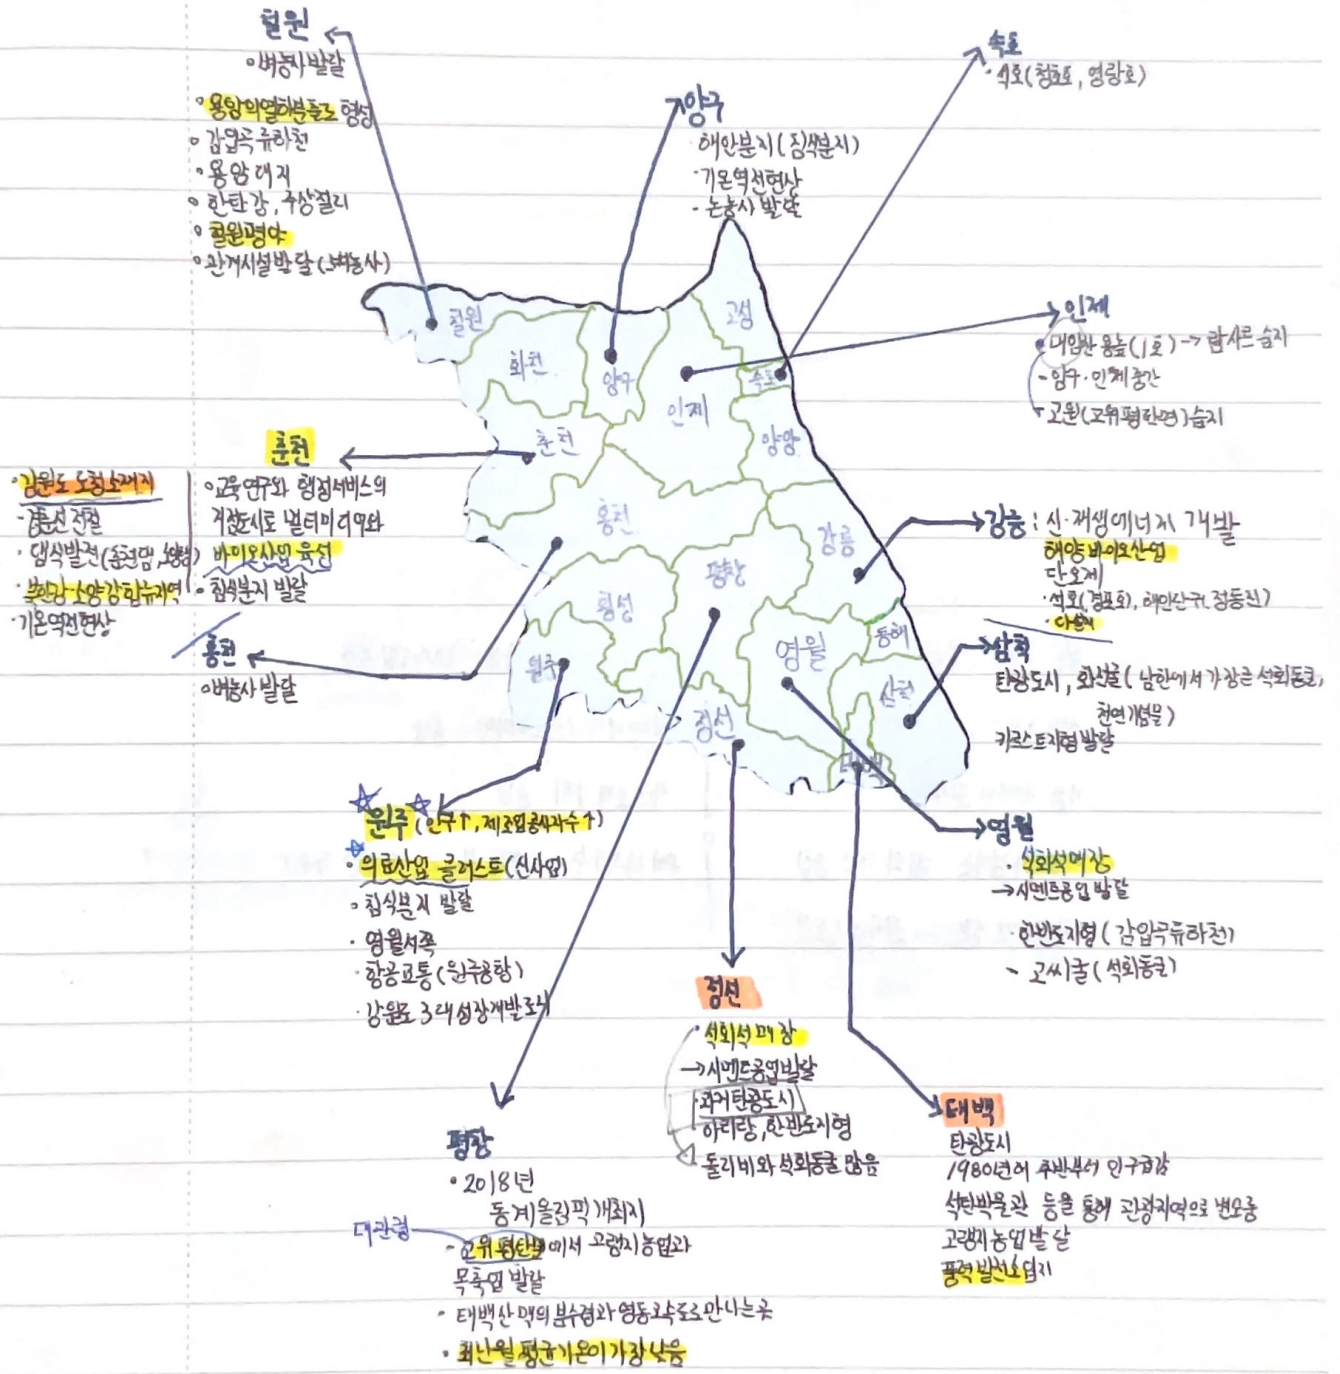 철원
◦벼농사 발달
◦용암의 열하분출로 형성
◦감입곡류하천
◦용암대지
◦한탄강, 주상절리
◦철원평야
◦관개시설 발달(→벼농사)
양구
·해안분지(침식분지)
·기온역전현상
-논농사 발달
속초
·석호(청초호, 영랑호)
인제
대암산 용늪(1호)→람사르 습지
-양구·인제 중간
고원(고위평탄면)습지
철원
화천
양구
인제
고성
속초
양양
춘천
홍천
강릉
평창
횡성
원주
영월
동해
삼척
정선
태백
춘천
·강원도 도청소재지
-경춘선 전철
·댐식발전(춘천댐, 소양댐)
북한강·소양강 합류지역
·기온역전현상
◦교육 연구와 행정서비스의
거점도시로 멀티미디어와
바이오산업 육성
·침식분지 발달
홍천
◦벼농사 발달
강릉: 신·재생에너지 개발
해양 바이오산업
단오제
·석호(경포호), 해안단구(정동진)
·다설지
삼척
탄광도시, 환선굴(남한에서 가장 큰 석회동굴,
천연기념물)
카르스트지형 발달
원주(인구↑, 제조업종사자수↑)
·의료산업 클러스트(신사업)
◦침식분지 발달
·영월서쪽
·항공교통(원주공항)
·강원도 3대 성장개발도시
영월
·석회석 매장
→시멘트공업 발달
·한반도지형(감입곡류하천)
-고씨굴(석회동굴)
정선
·석회석 매장
→시멘트공업 발달
·과거 탄광도시
아리랑, 한반도지형
돌리네와 석회동굴 많음
태백
탄광도시
1980년에 후반부터 인구급감
석탄박물관 등을 통해 관광지역으로 변모중
고랭지농업 발달
풍력발전소입지
평창
·2018년
동계올림픽 개최지
대관령
-고위평탄면에서 고랭지농업과
목축업 발달
·태백산맥의 분수령과 영동고속도로 만나는 곳
·최난월 평균기온이 가장 낮음